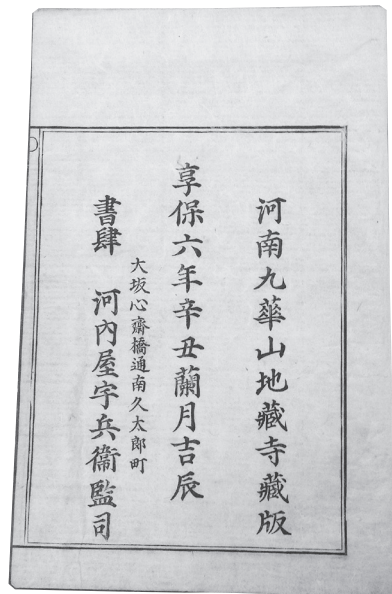 河南九華山地藏寺藏版
享保六年辛丑蘭月吉辰
大坂心齋橋通南久太郎町
書肆 河內屋宇兵衞監司